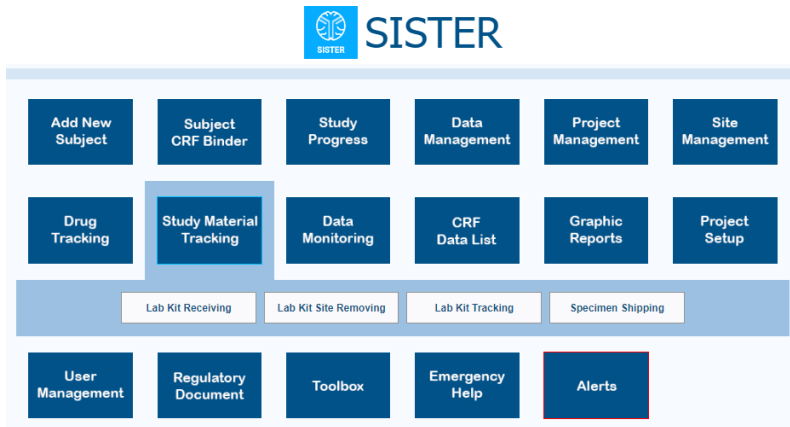 SISTER
SISTER
Add New
Subject
Subject
CRF Binder
Study
Progress
Data
Management
Project
Management
Site
Management
Drug
Tracking
Study Material
Tracking
Data
Monitoring
CRF
Data List
Graphic
Reports
Project
Setup
Lab Kit Receiving
Lab Kit Site Removing
Lab Kit Tracking
Specimen Shipping
User
Management
Regulatory
Document
Toolbox
Emergency
Help
Alerts